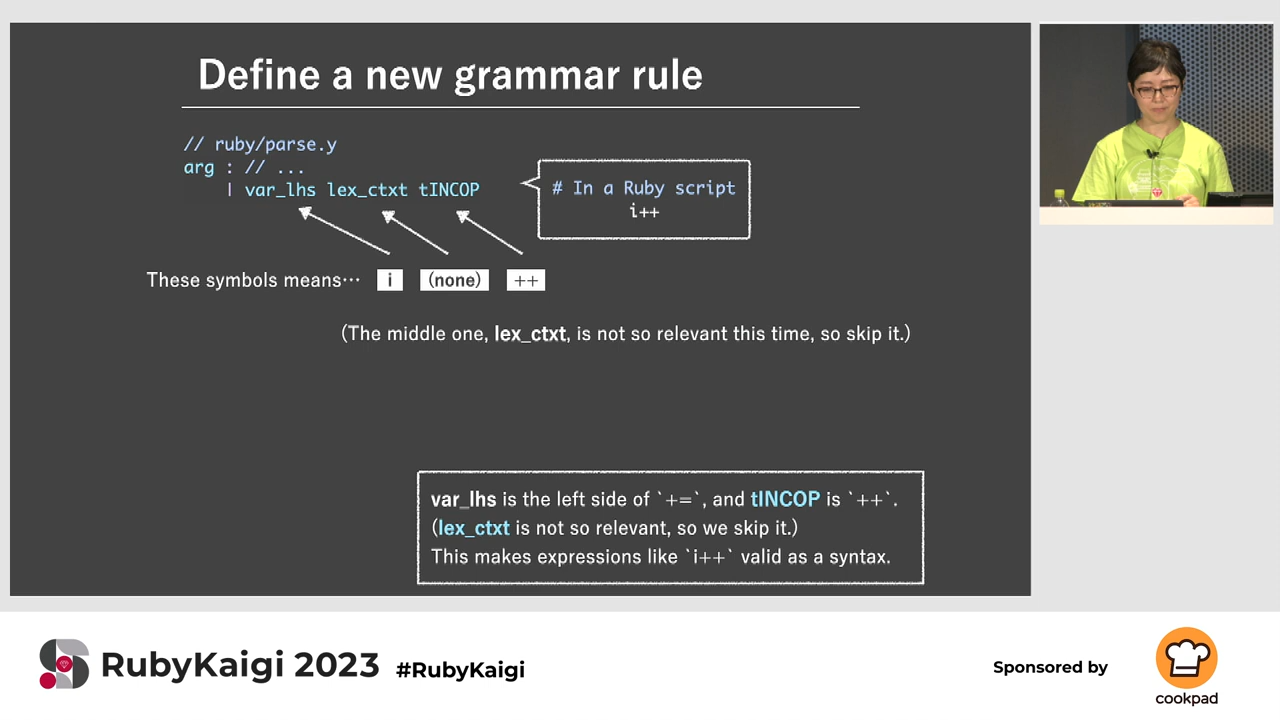 Define a new grammar rule
// ruby/parse.y
arg : // ...
| var_lhs lex_ctxt tINCOP
# In a Ruby script
i++
These symbols means… i (none) ++
(The middle one, lex_ctxt, is not so relevant this time, so skip it.)
var_lhs is the left side of `+=`, and tINCOP is `++`.
(lex_ctxt is not so relevant, so we skip it.)
This makes expressions like `i++` valid as a syntax.
RubyKaigi 2023 #RubyKaigi
Sponsored by
cookpad